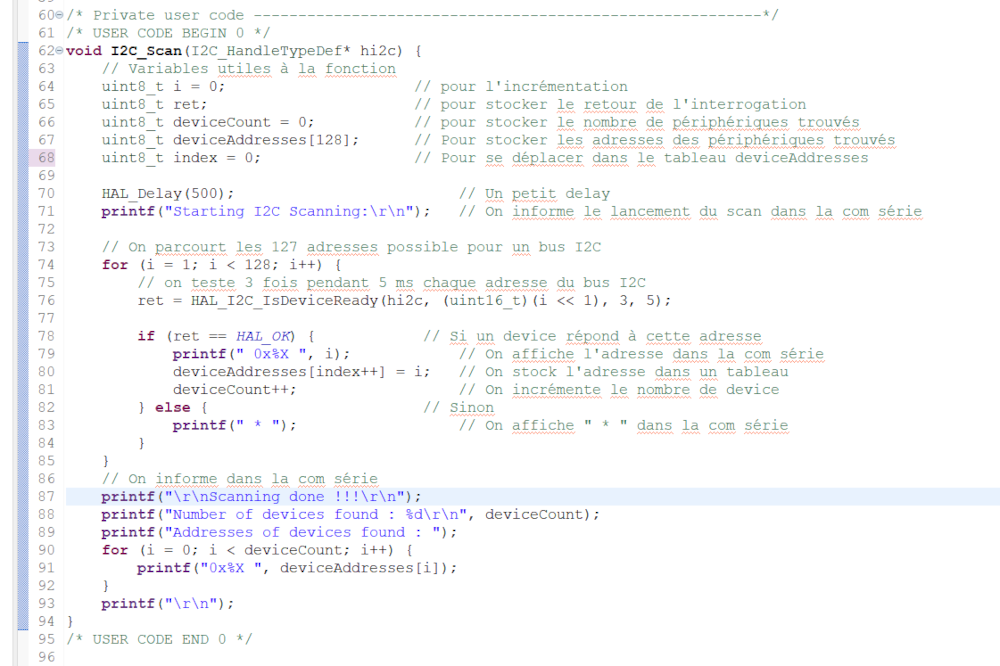 60 /* Private user code ---------------------------------------------------------*/
61 /* USER CODE BEGIN 0 */
62 void I2C_Scan(I2C_HandleTypeDef* hi2c) {
63     // Variables utiles à la fonction
64     uint8_t i = 0;                     // pour l'incrémentation
65     uint8_t ret;                       // pour stocker le retour de l'interrogation
66     uint8_t deviceCount = 0;           // pour stocker le nombre de périphériques trouvés
67     uint8_t deviceAddresses[128];      // Pour stocker les adresses des périphériques trouvés
68     uint8_t index = 0;                 // Pour se déplacer dans le tableau deviceAddresses
69
70     HAL_Delay(500);                         // Un petit delay
71     printf("Starting I2C Scanning:\r\n");   // On informe le lancement du scan dans la com série
72
73     // On parcourt les 127 adresses possible pour un bus I2C
74     for (i = 1; i < 128; i++) {
75         // on teste 3 fois pendant 5 ms chaque adresse du bus I2C
76         ret = HAL_I2C_IsDeviceReady(hi2c, (uint16_t)(i << 1), 3, 5);
77
78         if (ret == HAL_OK) {            // Si un device répond à cette adresse
79             printf(" 0x%X ", i);            // On affiche l'adresse dans la com série
80             deviceAddresses[index++] = i;   // On stock l'adresse dans un tableau
81             deviceCount++;                  // On incrémente le nombre de device
82         } else {                        // Sinon
83             printf(" * ");                  // On affiche " * " dans la com série
84         }
85     }
86     // On informe dans la com série
87     printf("\r\nScanning done !!!\r\n");
88     printf("Number of devices found : %d\r\n", deviceCount);
89     printf("Addresses of devices found : ");
90     for (i = 0; i < deviceCount; i++) {
91         printf("0x%X ", deviceAddresses[i]);
92     }
93     printf("\r\n");
94 }
95 /* USER CODE END 0 */
96